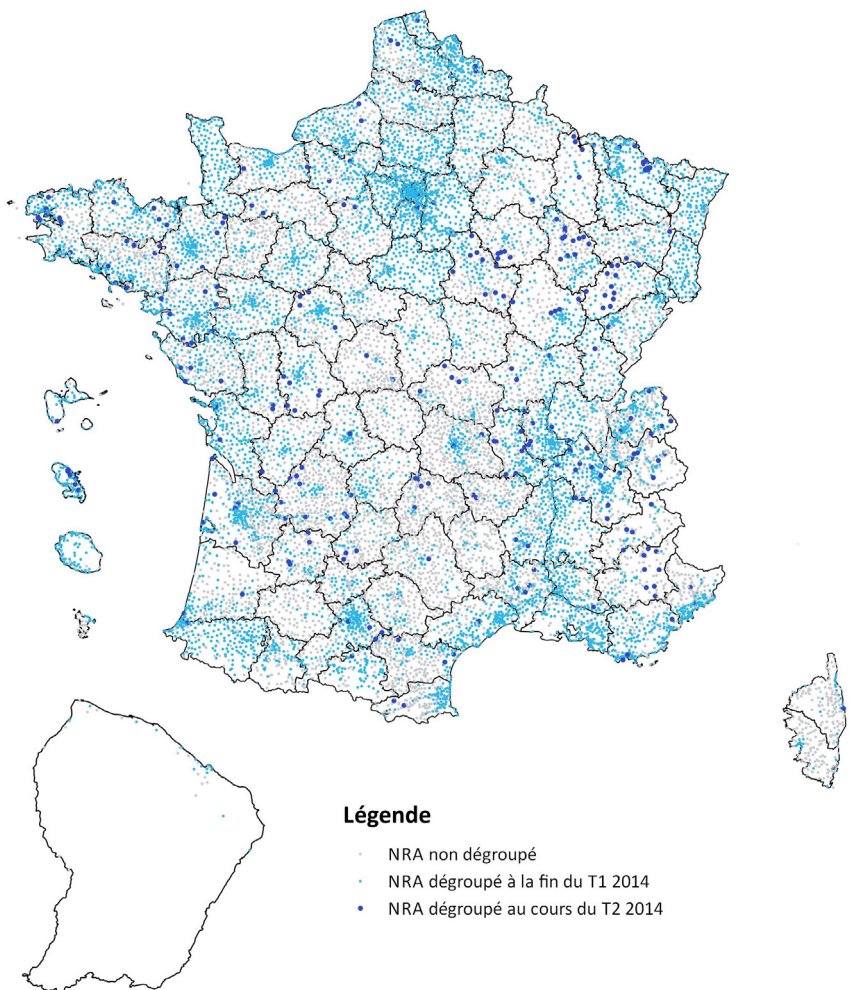 Légende
NRA non dégroupé
NRA dégroupé à la fin du T1 2014
NRA dégroupé au cours du T2 2014